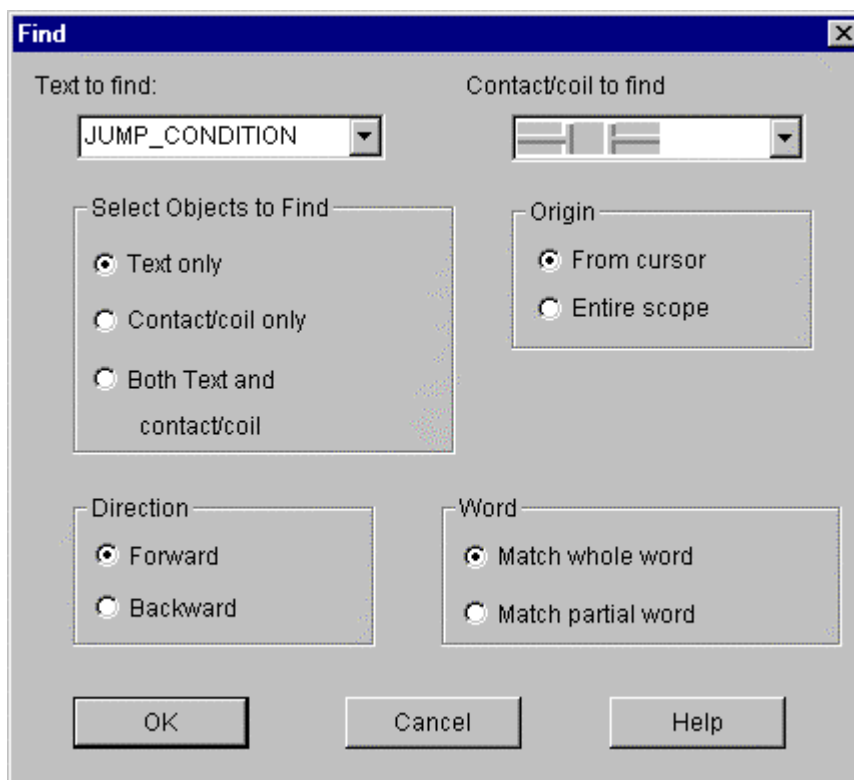 Find
Text to find:
Contact/coil to find
JUMP_CONDITION
Select Objects to Find
Origin
Text only
From cursor
Contact/coil only
Entire scope
Both Text and
contact/coil
Direction
Word
Forward
Match whole word
Backward
Match partial word
OK
Cancel
Help